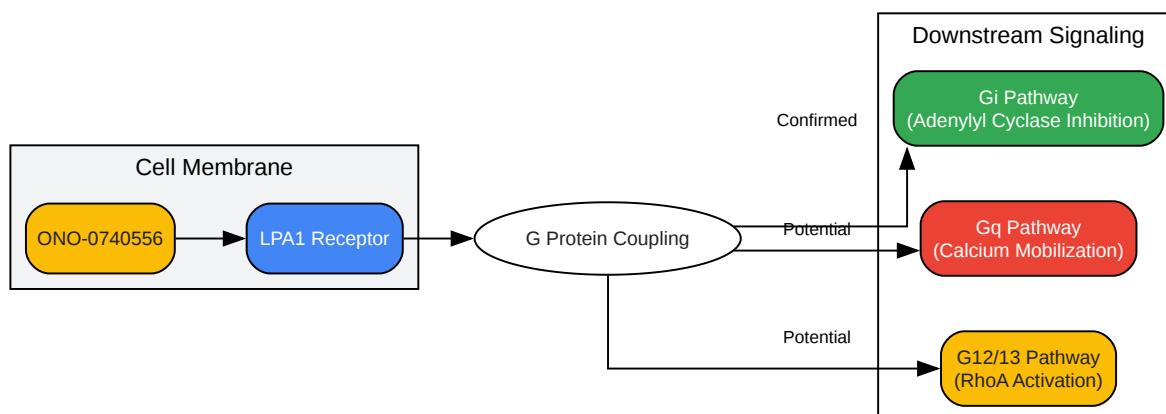 Cell Membrane
ONO-0740556
LPA1 Receptor
G Protein Coupling
Confirmed
Potential
Potential
Downstream Signaling
Gi Pathway
(Adenylyl Cyclase Inhibition)
Gq Pathway
(Calcium Mobilization)
G12/13 Pathway
(RhoA Activation)